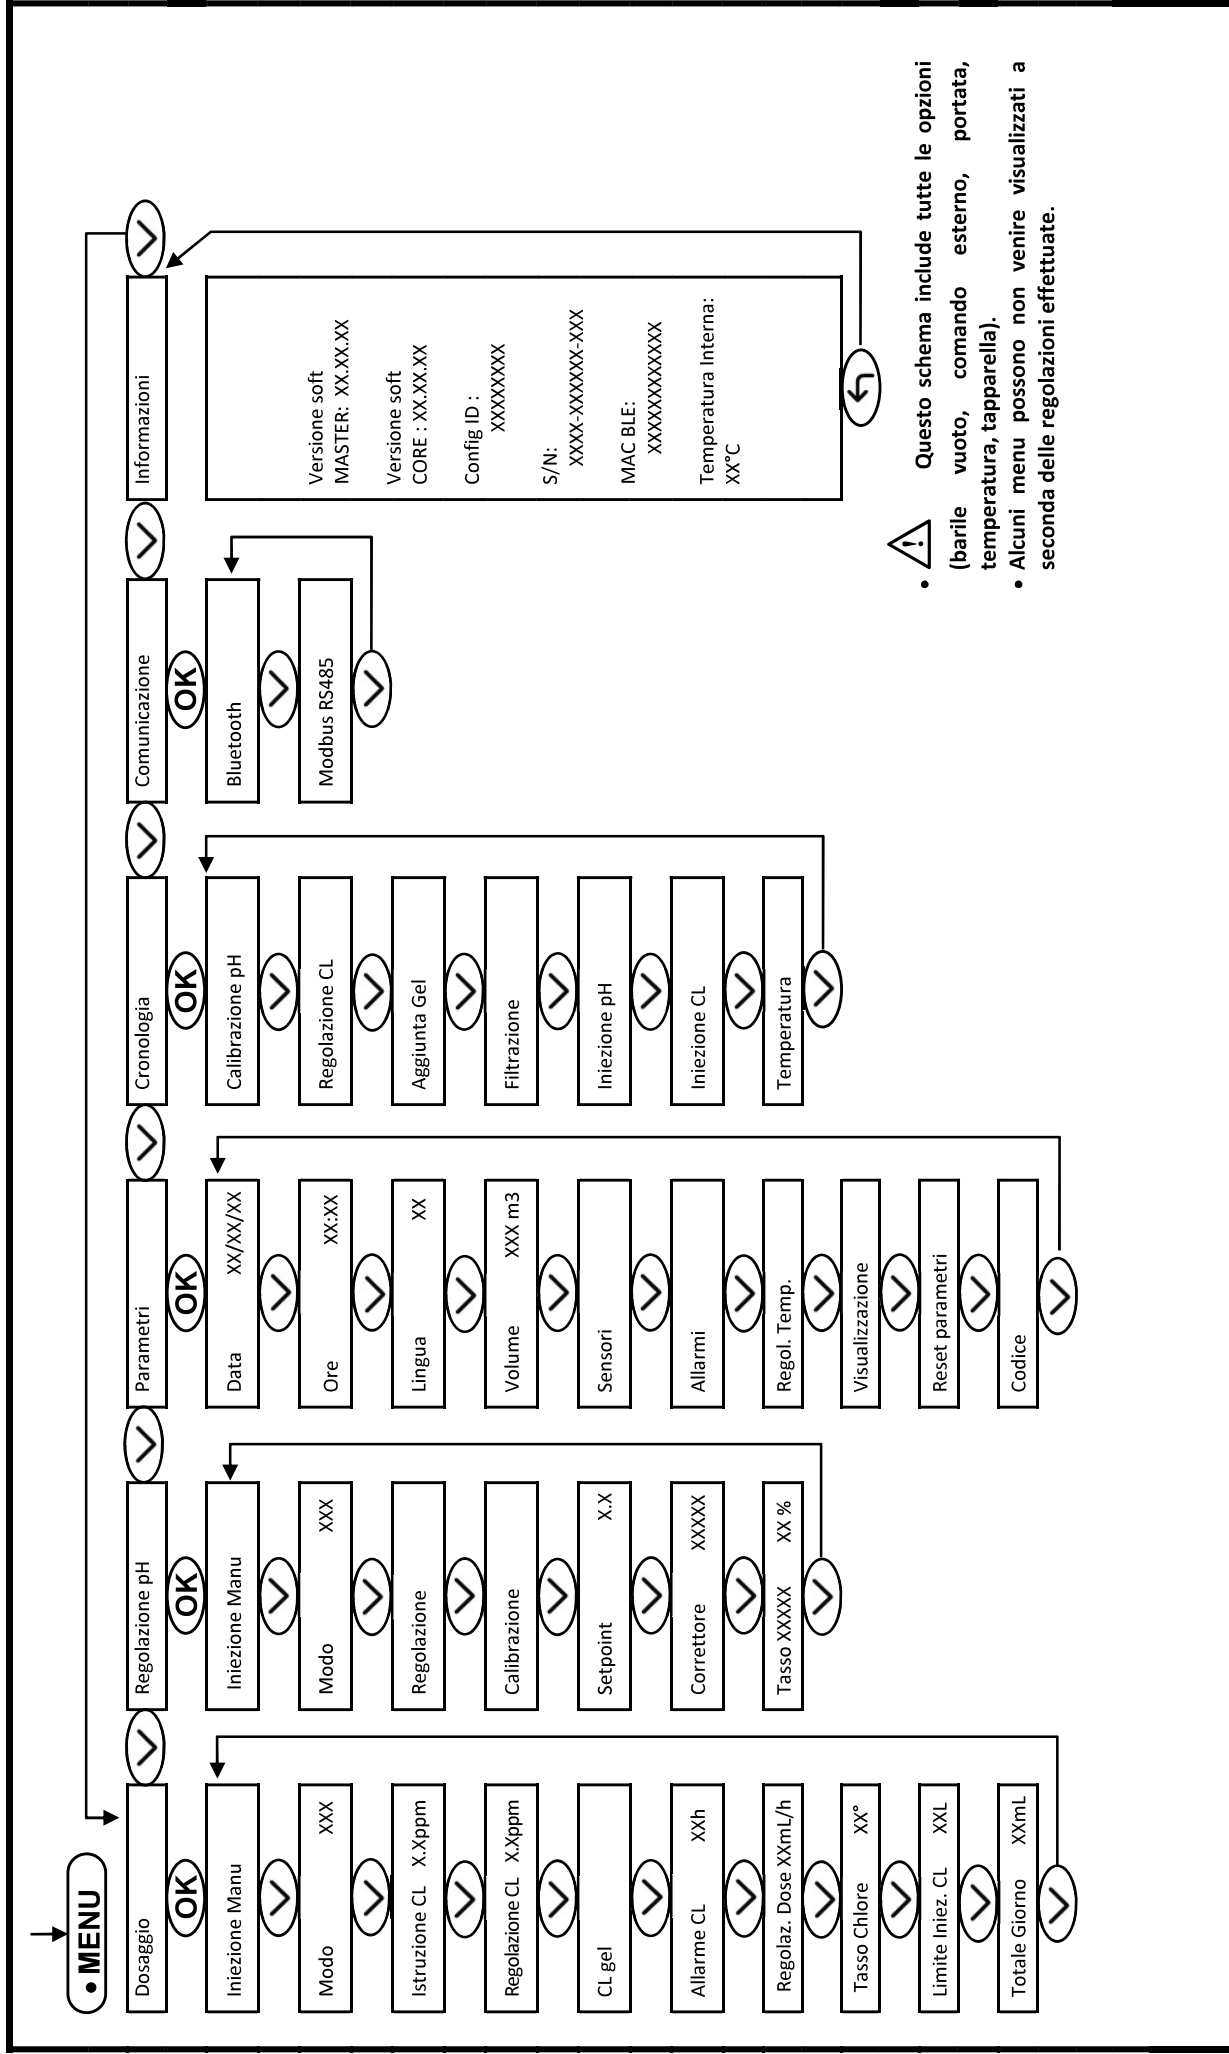 • MENU
Dosaggio
OK
Iniezione Manu
Modo XXX
Istruzione CL X.Xppm
Regolazione CL X.Xppm
CL gel
Allarme CL XXh
Regolaz. Dose XXmL/h
Tasso Chlore XX°
Limite Iniez. CL XXL
Totale Giorno XXmL
Regolazione pH
OK
Iniezione Manu
Modo XXX
Regolazione
Calibrazione
Setpoint X.X
Correttore XXXXX
Tasso XXXXX XX %
Parametri
OK
Data XX/XX/XX
Ore XX:XX
Lingua XX
Volume XXX m3
Sensori
Allarmi
Regol. Temp.
Visualizzazione
Reset parametri
Codice
Cronologia
OK
Calibrazione pH
Regolazione CL
Aggiunta Gel
Filtrazione
Iniezione pH
Iniezione CL
Temperatura
Comunicazione
OK
Bluetooth
Modbus RS485
Informazioni
Versione soft
MASTER: XX.XX.XX
Versione soft
CORE : XX.XX.XX
Config ID :
XXXXXXXX
S/N:
XXXX-XXXXXX-XXX
MAC BLE:
XXXXXXXXXXXX
Temperatura Interna:
XX°C
• Questo schema include tutte le opzioni
(barile vuoto, comando esterno, portata,
temperatura, tapparella).
• Alcuni menu possono non venire visualizzati a
seconda delle regolazioni effettuate.